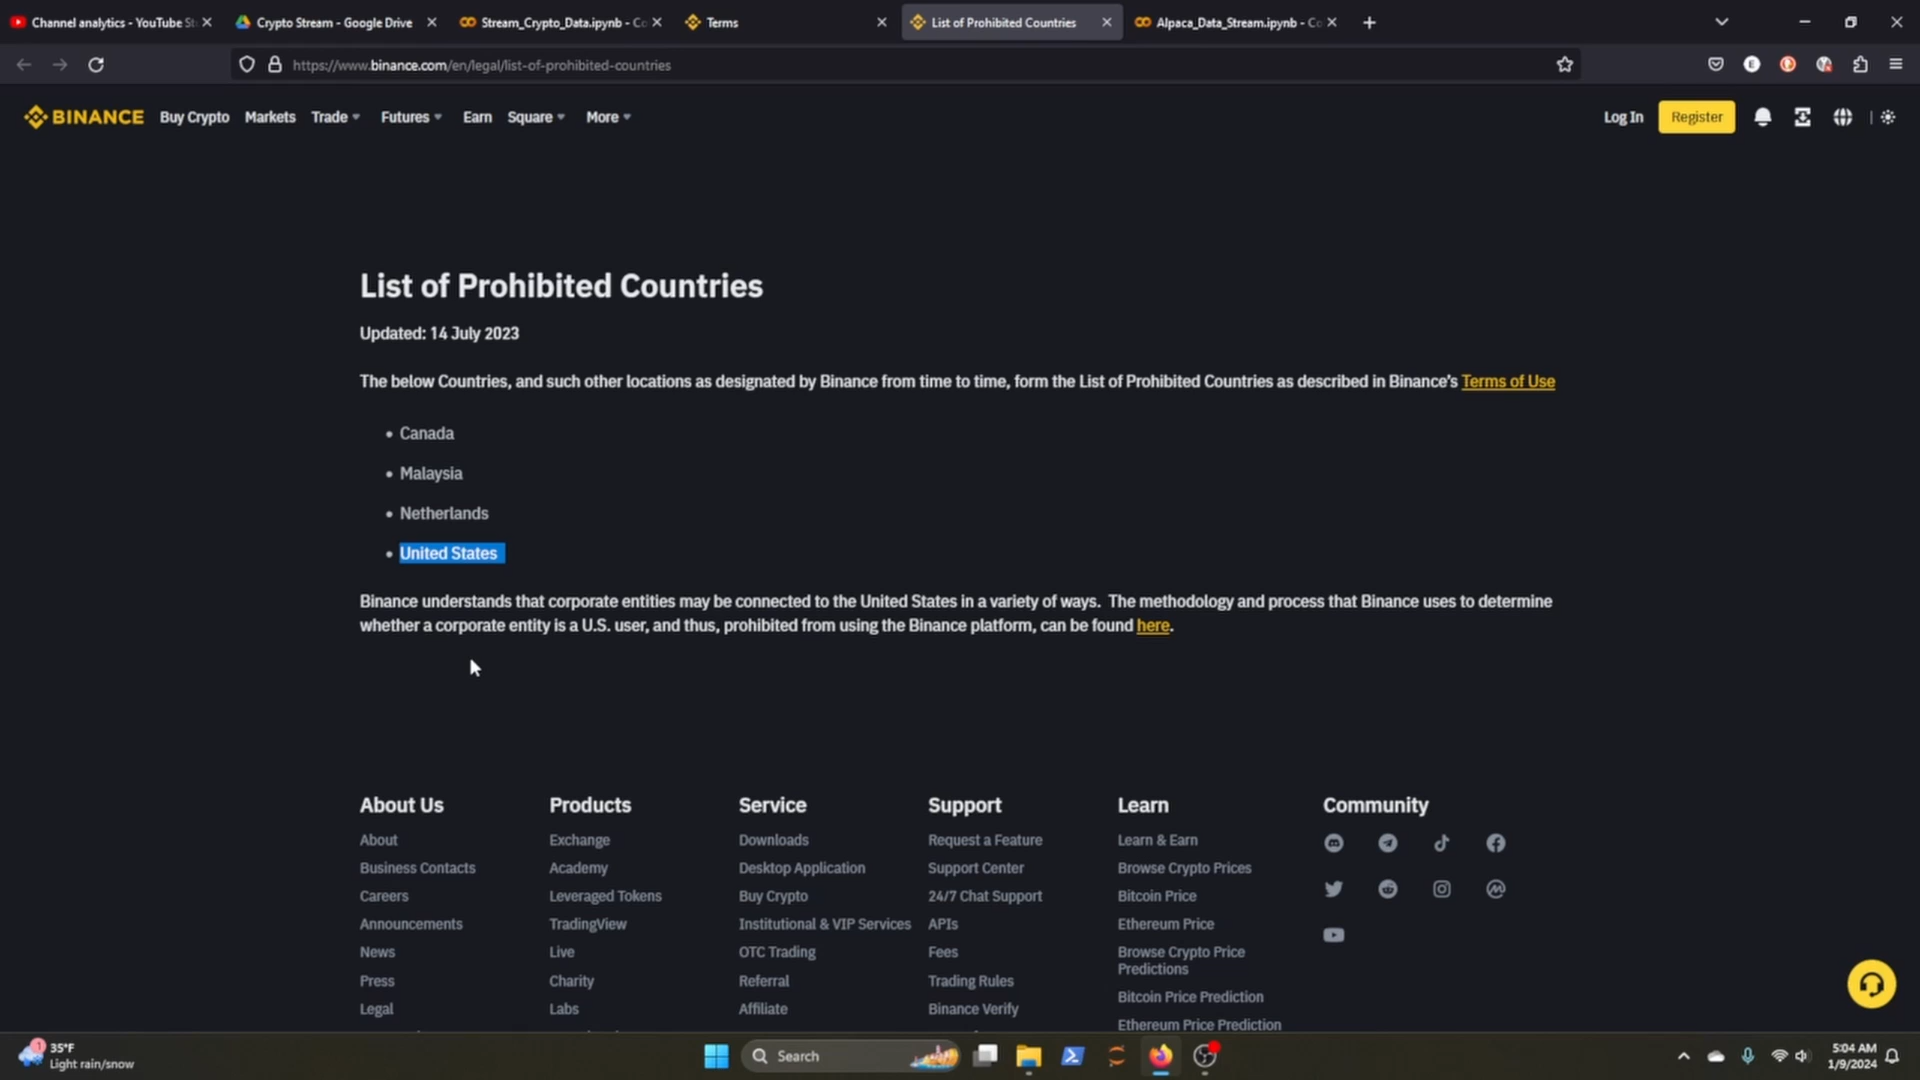 Channel analytics - YouTube St
Crypto Stream - Google Drive
Stream_Crypto_Data.ipynb - Co
Terms
List of Prohibited Countries
Alpaca_Data_Stream.ipynb - Co
https://www.binance.com/en/legal/list-of-prohibited-countries
BINANCE
Buy Crypto
Markets
Trade
Futures
Earn
Square
More
Log In
Register
List of Prohibited Countries
Updated: 14 July 2023
The below Countries, and such other locations as designated by Binance from time to time, form the List of Prohibited Countries as described in Binance’s Terms of Use
• Canada
• Malaysia
• Netherlands
• United States
Binance understands that corporate entities may be connected to the United States in a variety of ways. The methodology and process that Binance uses to determine
whether a corporate entity is a U.S. user, and thus, prohibited from using the Binance platform, can be found here.
About Us
About
Business Contacts
Careers
Announcements
News
Press
Legal
Products
Exchange
Academy
Leveraged Tokens
TradingView
Live
Charity
Labs
Service
Downloads
Desktop Application
Buy Crypto
Institutional & VIP Services
OTC Trading
Referral
Affiliate
Support
Request a Feature
Support Center
24/7 Chat Support
APIs
Fees
Trading Rules
Binance Verify
Learn
Learn & Earn
Browse Crypto Prices
Bitcoin Price
Ethereum Price
Browse Crypto Price
Predictions
Bitcoin Price Prediction
Ethereum Price Prediction
Community
1
35°F
Light rain/snow
Search
5:04 AM
1/9/2024